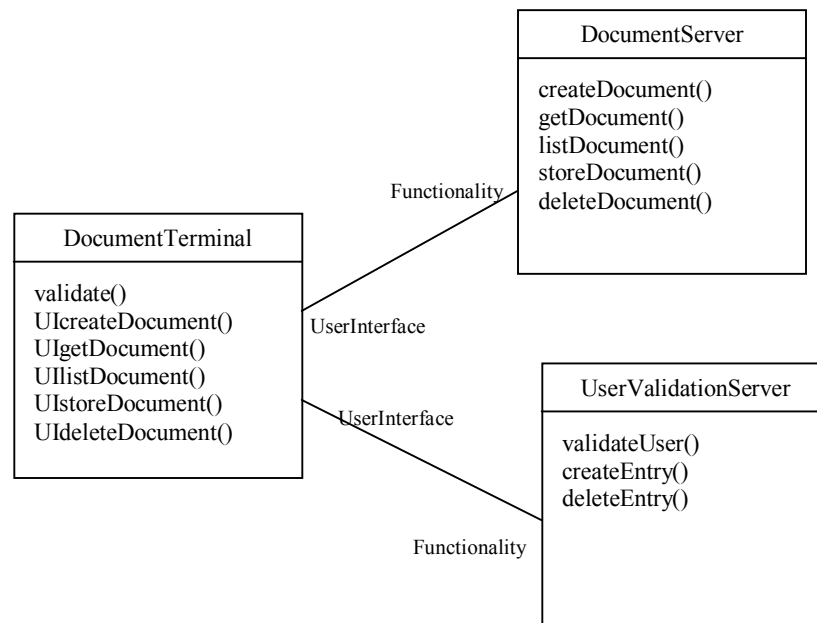 DocumentServer
createDocument()
getDocument()
listDocument()
storeDocument()
deleteDocument()
Functionality
DocumentTerminal
validate()
UIcreateDocument()
UIgetDocument()
UIlistDocument()
UIstoreDocument()
UIdeleteDocument()
UserInterface
UserInterface
UserValidationServer
validateUser()
createEntry()
deleteEntry()
Functionality